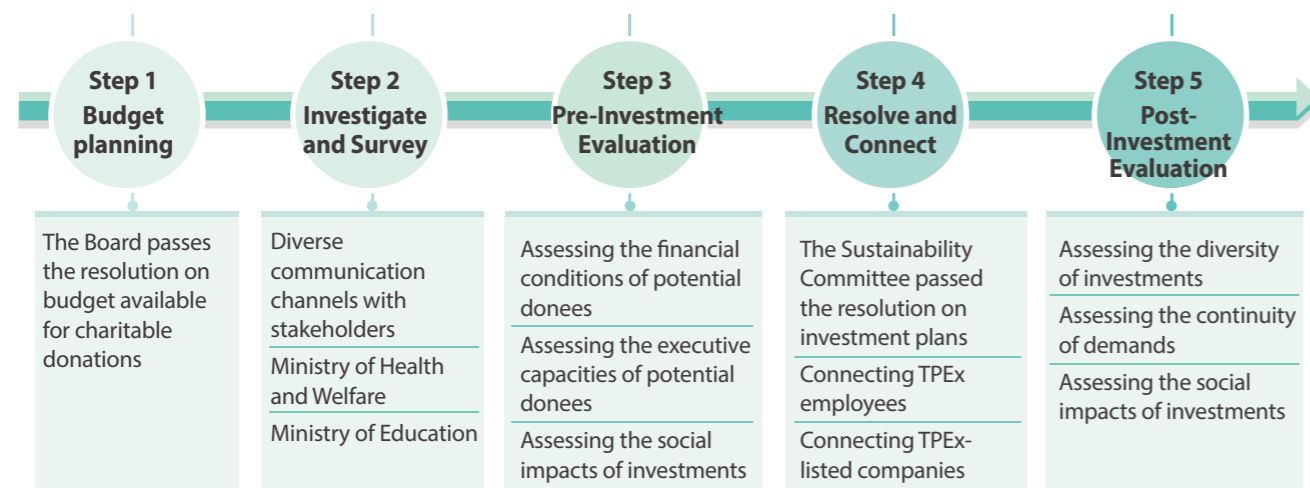 Step 1
Budget
planning
The Board passes
the resolution on
budget available
for charitable
donations
Step 2
Investigate
and Survey
Diverse
communication
channels with
stakeholders
Ministry of Health
and Welfare
Ministry of Education
Step 3
Pre-Investment
Evaluation
Assessing the financial
conditions of potential
donees
Assessing the executive
capacities of potential
donees
Assessing the social
impacts of investments
Step 4
Resolve and
Connect
The Sustainability
Committee passed
the resolution on
investment plans
Connecting TPEx
employees
Connecting TPEx-
listed companies
Step 5
Post-
Investment
Evaluation
Assessing the diversity
of investments
Assessing the continuity
of demands
Assessing the social
impacts of investments